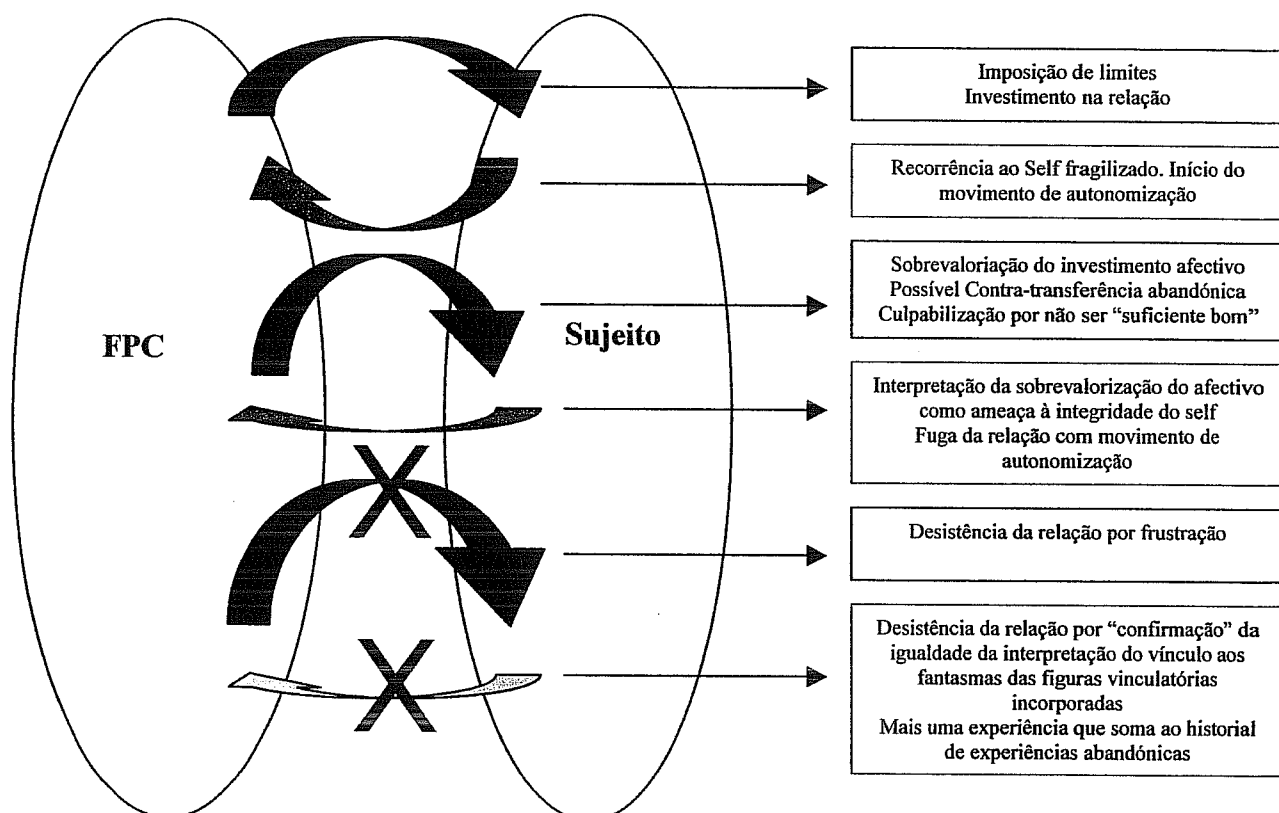 Imposição de limites
Investimento na relação
Recorrência ao Self fragilizado. Início do
movimento de autonomização
Sobrevaloriação do investimento afectivo
Possível Contra-transferência abandónica
Culpabilização por não ser “suficiente bom”
FPC
Sujeito
Interpretação da sobrevalorização do afectivo
como ameaça à integridade do self
Fuga da relação com movimento de
autonomização
Desistência da relação por frustração
Desistência da relação por “confirmação” da
igualdade da interpretação do vínculo aos
fantasmas das figuras vinculatórias
incorporadas
Mais uma experiência que soma ao historial
de experiências abandónicas